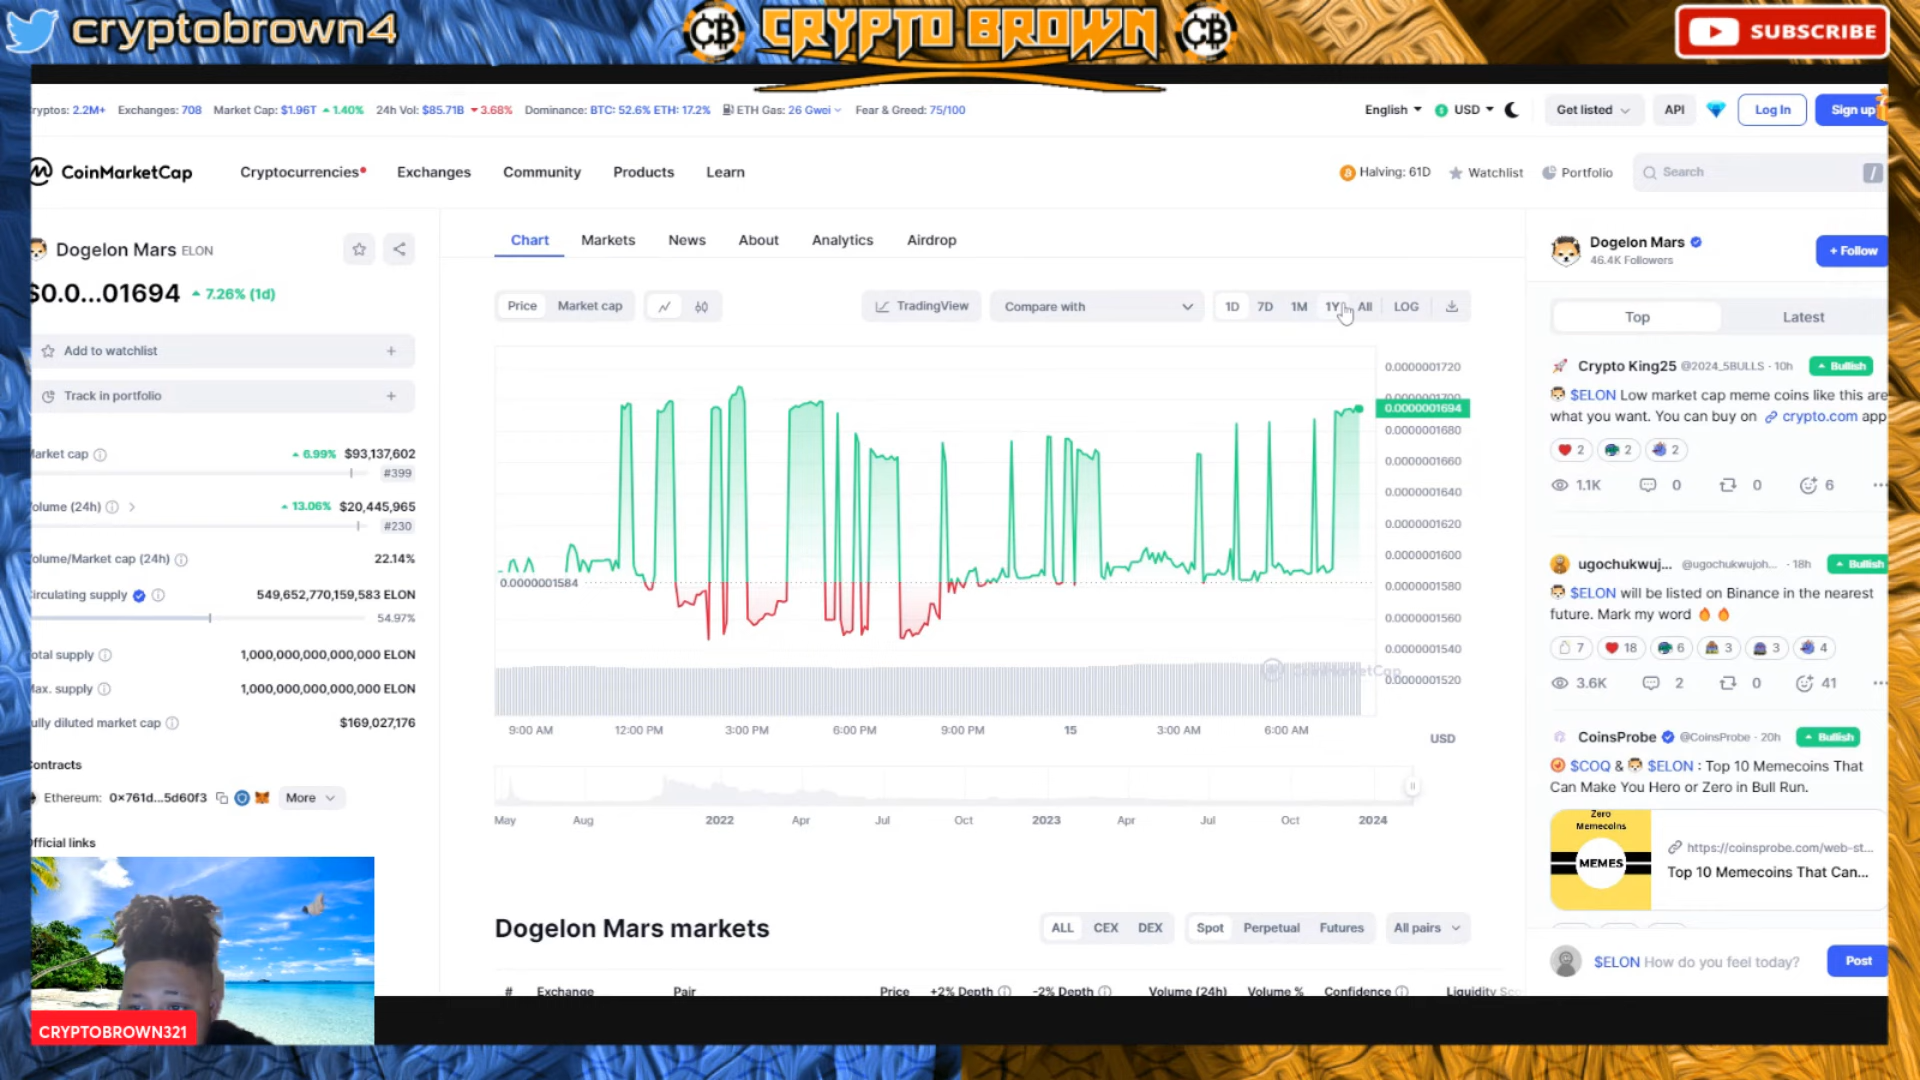 cryptobrown4
CB CRYPTO BROWN CB
SUBSCRIBE
ryptos: 2.2M+ Exchanges: 708 Market Cap: $1.96T 1.40% 24h Vol: $85.71B 3.68% Dominance: BTC: 52.6% ETH: 17.2% ETH Gas: 26 Gwei Fear & Greed: 75/100
English USD Get listed API Log In Sign up
CoinMarketCap Cryptocurrencies Exchanges Community Products Learn
Halving: 61D Watchlist Portfolio Search /
Dogelon Mars ELON
$0.0...01694 7.26% (1d)
Add to watchlist +
Track in portfolio +
Market cap 6.99% $93,137,602
#399
Volume (24h) 13.06% $20,445,965
#230
Volume/Market cap (24h) 22.14%
Circulating supply 549,652,770,159,583 ELON
54.97%
otal supply 1,000,000,000,000,000 ELON
Max. supply 1,000,000,000,000,000 ELON
ully diluted market cap $169,027,176
ontracts
Ethereum: 0x761d...5d60f3 More
Official links
CRYPTOBROWN321
Chart Markets News About Analytics Airdrop
Price Market cap TradingView Compare with 1D 7D 1M 1Y All LOG
0.0000001720
0.0000001700
0.0000001694
0.0000001680
0.0000001660
0.0000001640
0.0000001620
0.0000001600
0.0000001584
0.0000001580
0.0000001560
0.0000001540
0.0000001520
CoinMarketCap
9:00 AM 12:00 PM 3:00 PM 6:00 PM 9:00 PM 15 3:00 AM 6:00 AM
USD
May Aug 2022 Apr Jul Oct 2023 Apr Jul Oct 2024
Dogelon Mars markets
ALL CEX DEX Spot Perpetual Futures All pairs
# Exchange Pair Price +2% Depth -2% Depth Volume (24h) Volume % Confidence Liquidity Sco
Dogelon Mars
46.4K Followers
+ Follow
Top Latest
Crypto King25 @2024_5BULLS · 10h Bullish
$ELON Low market cap meme coins like this are
what you want. You can buy on crypto.com app
2 2 2
1.1K 0 0 6 ...
ugochukwuj... @ugochukwujoh... · 18h Bullish
$ELON will be listed on Binance in the nearest
future. Mark my word
7 18 6 3 3 4
3.6K 2 0 41 ...
CoinsProbe @CoinsProbe · 20h Bullish
$COQ & $ELON : Top 10 Memecoins That
Can Make You Hero or Zero in Bull Run.
Zero
Memecoins
MEMES
https://coinsprobe.com/web-st...
Top 10 Memecoins That Can...
$ELON How do you feel today? Post